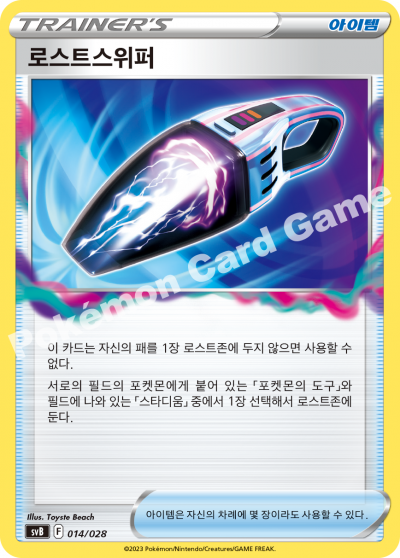 TRAINER'S
아이템
로스트스위퍼
Pokémon Card Game
이 카드는 자신의 패를 1장 로스트존에 두지 않으면 사용할 수
없다.
서로의 필드의 포켓몬에게 붙어 있는 「포켓몬의 도구」와
필드에 나와 있는 「스타디움」 중에서 1장 선택해서 로스트존에
둔다.
Illus. Toyste Beach
svB F 014/028
아이템은 자신의 차례에 몇 장이라도 사용할 수 있다.
©2023 Pokémon/Nintendo/Creatures/GAME FREAK.